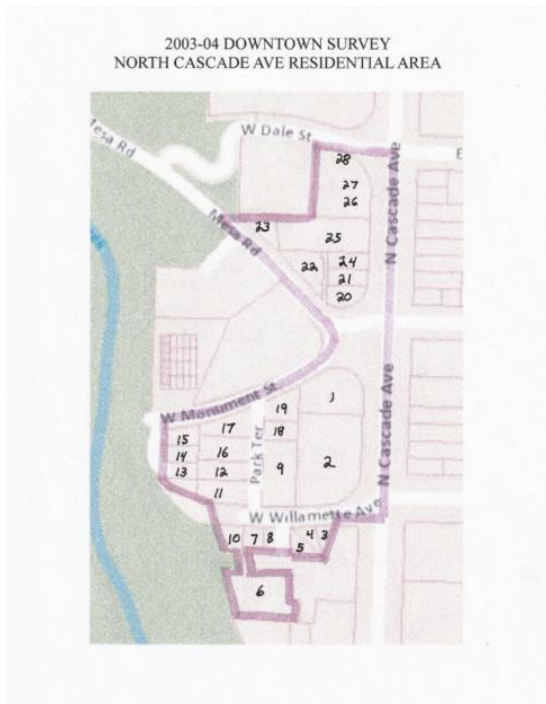 2003-04 DOWNTOWN SURVEY
NORTH CASCADE AVE RESIDENTIAL AREA
Mesa Rd
W Dale St
E
N Cascade Ave
28
27
26
23
Mesa Rd
25
22
24
21
20
W Monument St
19
1
N Cascade Ave
17
18
15
14
16
Park Ter
9
2
13
12
11
W Willamette Ave
10
7
8
4
3
5
6